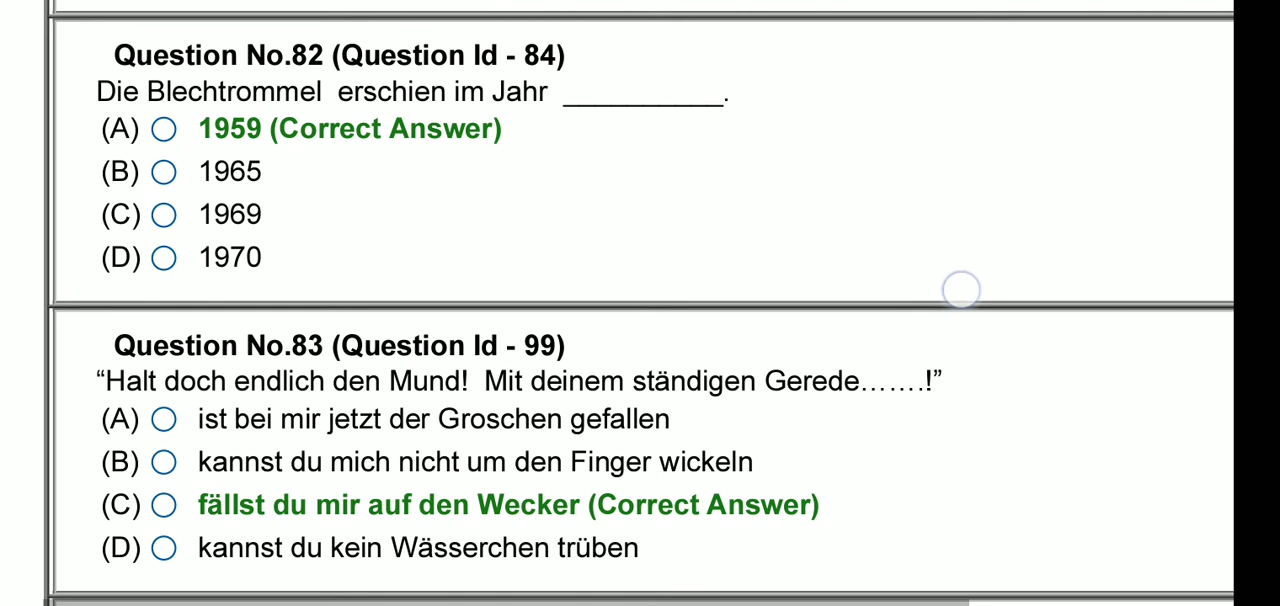 Question No.82 (Question Id - 84)
Die Blechtrommel erschien im Jahr __________.
(A) 1959 (Correct Answer)
(B) 1965
(C) 1969
(D) 1970
Question No.83 (Question Id - 99)
“Halt doch endlich den Mund! Mit deinem ständigen Gerede…….!”
(A) ist bei mir jetzt der Groschen gefallen
(B) kannst du mich nicht um den Finger wickeln
(C) fällst du mir auf den Wecker (Correct Answer)
(D) kannst du kein Wässerchen trüben